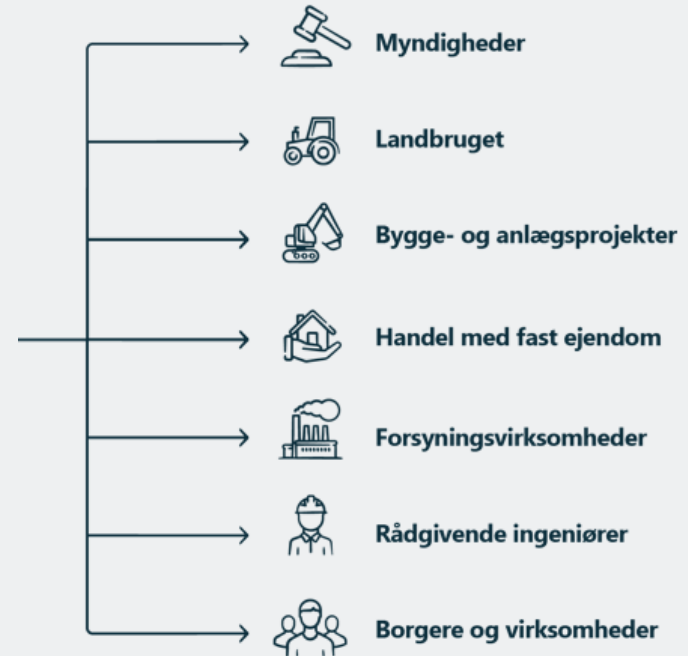 Myndigheder
Landbruget
Bygge- og anlægsprojekter
Handel med fast ejendom
Forsyningsvirksomheder
Rådgivende ingeniører
Borgere og virksomheder